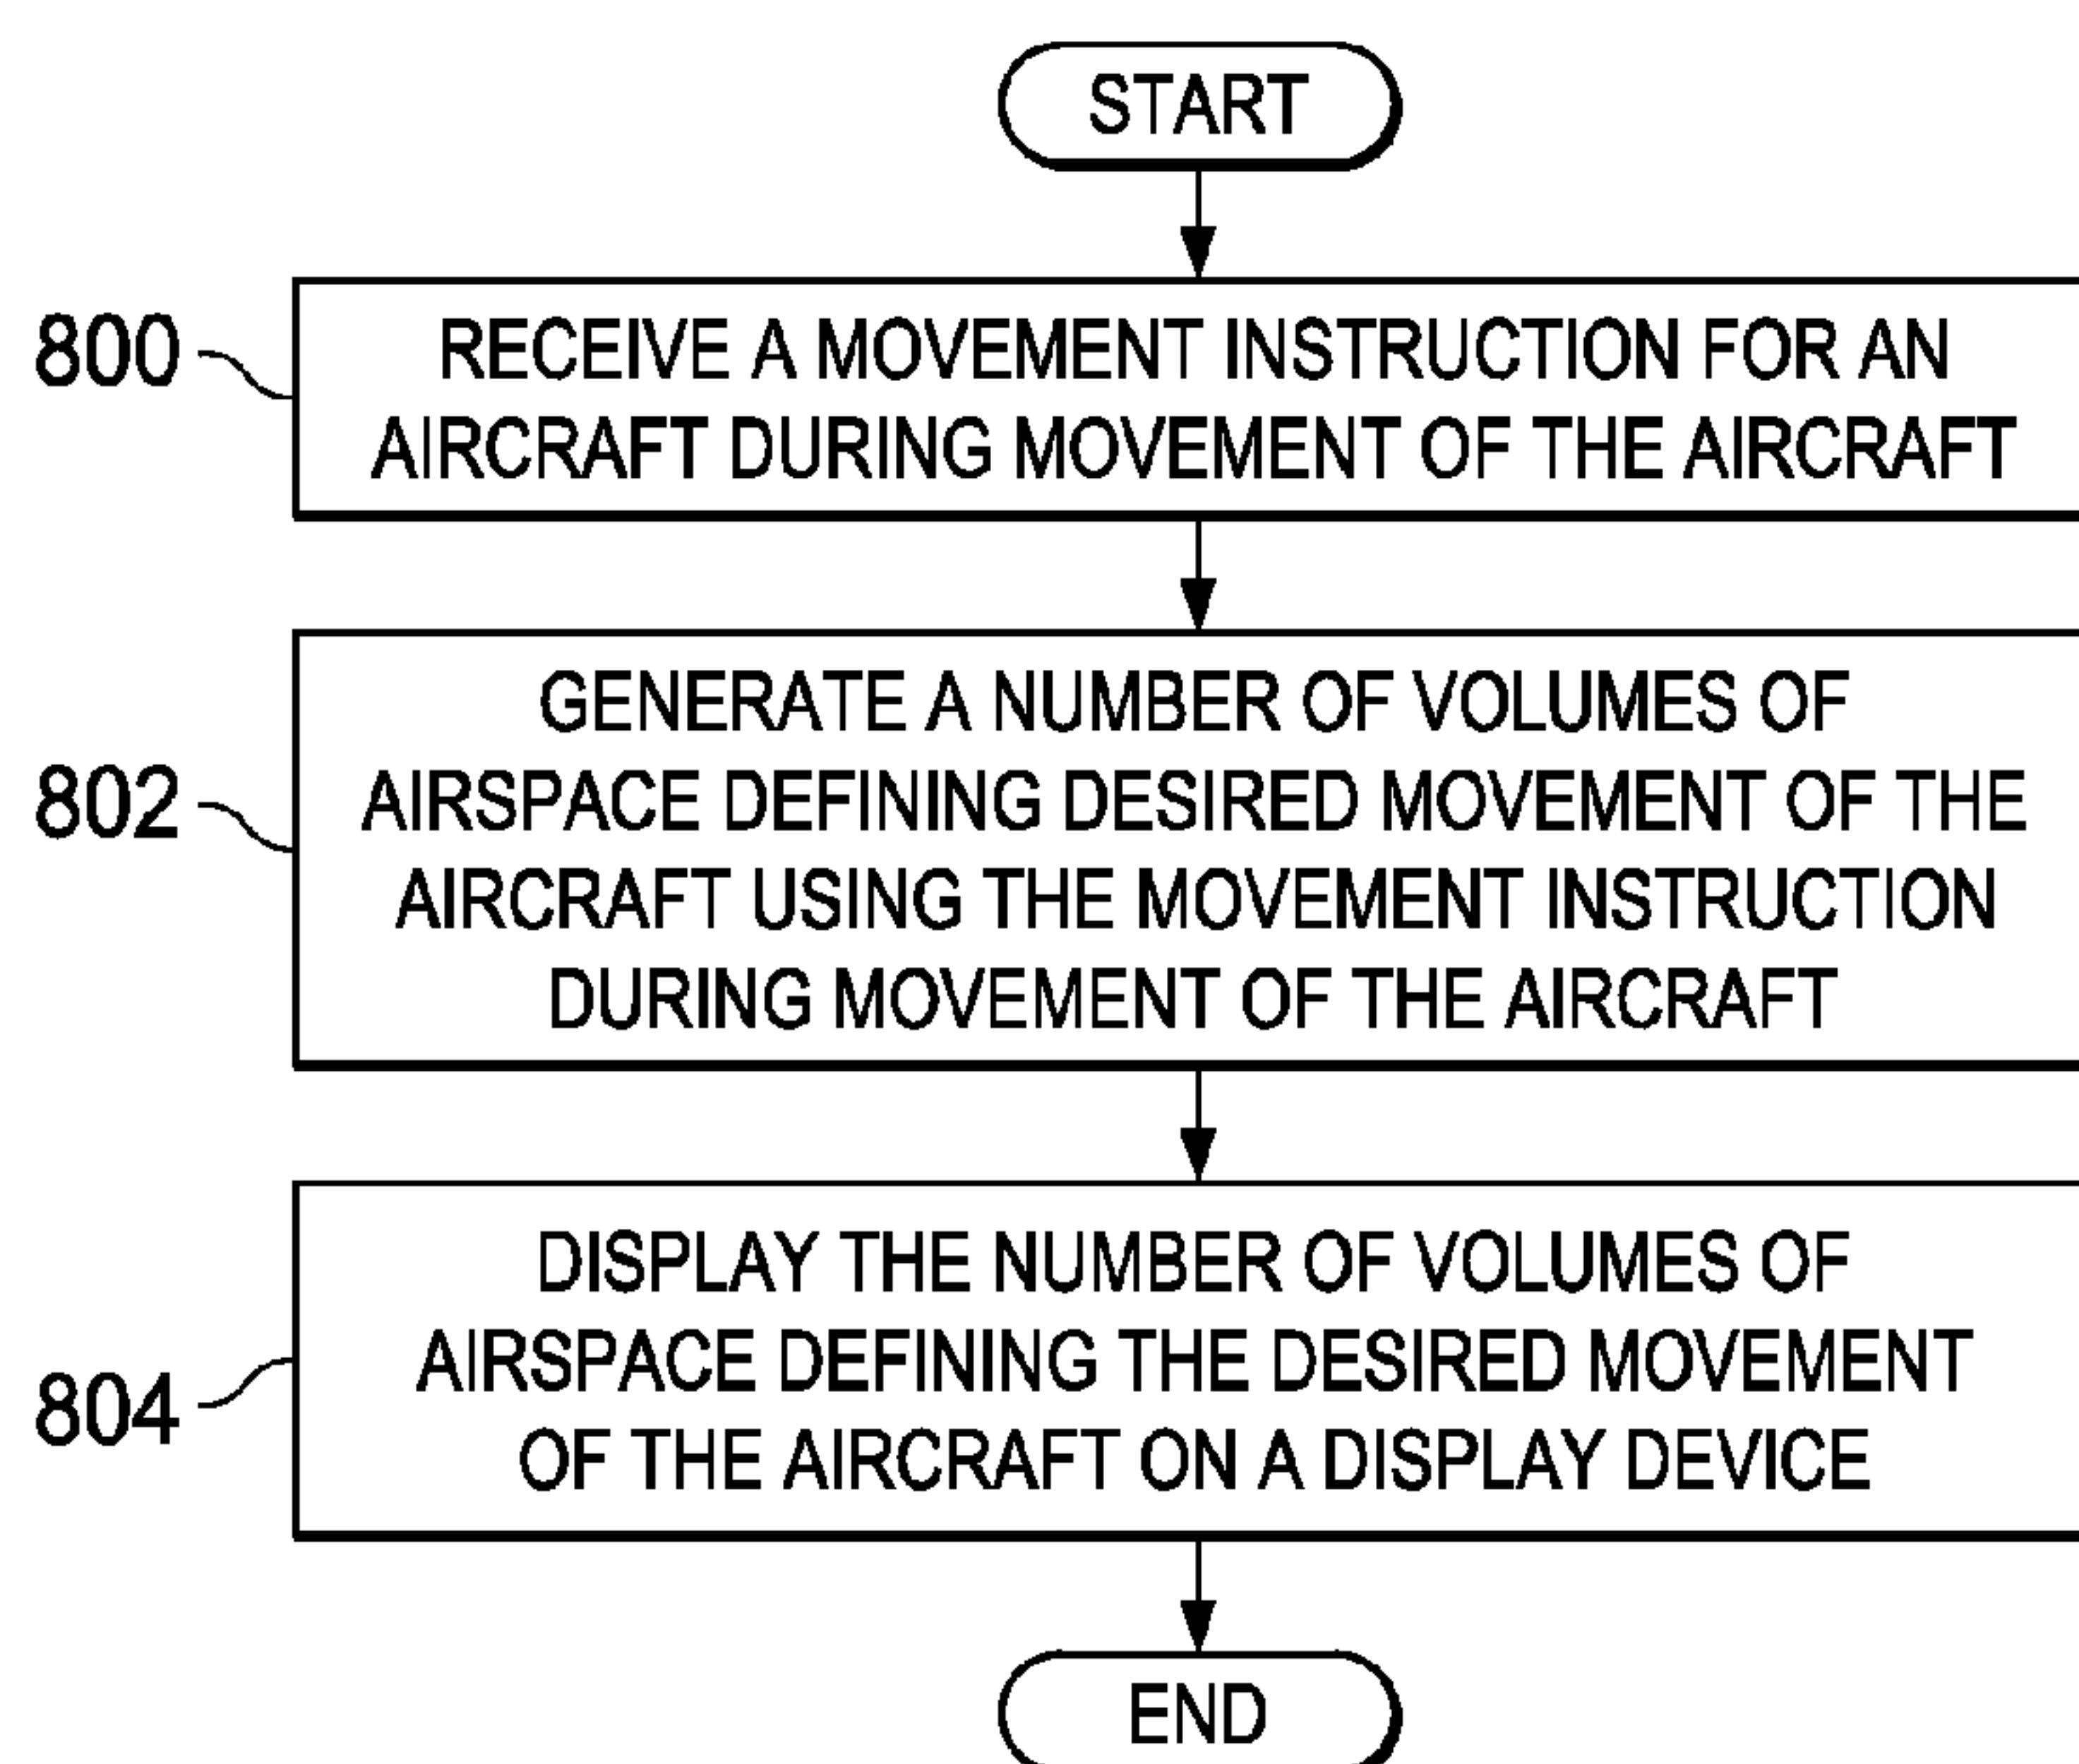 START
800
RECEIVE A MOVEMENT INSTRUCTION FOR AN
AIRCRAFT DURING MOVEMENT OF THE AIRCRAFT
802
GENERATE A NUMBER OF VOLUMES OF
AIRSPACE DEFINING DESIRED MOVEMENT OF THE
AIRCRAFT USING THE MOVEMENT INSTRUCTION
DURING MOVEMENT OF THE AIRCRAFT
804
DISPLAY THE NUMBER OF VOLUMES OF
AIRSPACE DEFINING THE DESIRED MOVEMENT
OF THE AIRCRAFT ON A DISPLAY DEVICE
END